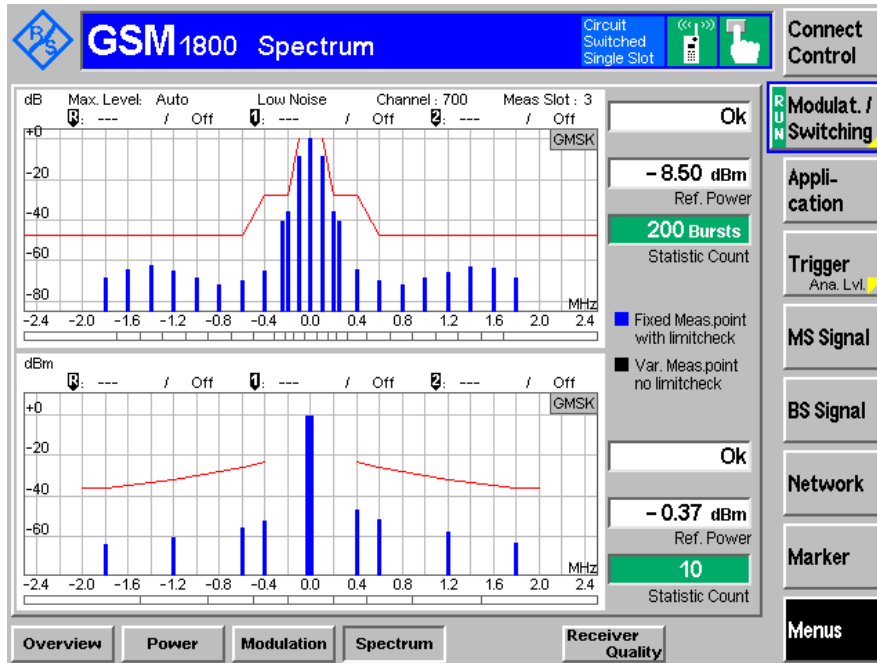 R/S
GSM 1800 Spectrum
Circuit
Switched
Single Slot
Connect
Control
dB Max. Level: Auto Low Noise Channel : 700 Meas Slot : 3
R: --- / Off 1: --- / Off 2: --- / Off
GMSK
+0
-20
-40
-60
-80
MHz
-2.4 -2.0 -1.6 -1.2 -0.8 -0.4 0.0 0.4 0.8 1.2 1.6 2.0 2.4
Ok
-8.50 dBm
Ref. Power
200 Bursts
Statistic Count
Fixed Meas.point
with limitcheck
Var. Meas.point
no limitcheck
dBm
R: --- / Off 1: --- / Off 2: --- / Off
GMSK
+0
-20
-40
-60
MHz
-2.4 -2.0 -1.6 -1.2 -0.8 -0.4 0.0 0.4 0.8 1.2 1.6 2.0 2.4
Ok
-0.37 dBm
Ref. Power
10
Statistic Count
RUN
Modulat. /
Switching
Appli-
cation
Trigger
Ana. Lvl.
MS Signal
BS Signal
Network
Marker
Menus
Overview Power Modulation Spectrum Receiver
Quality